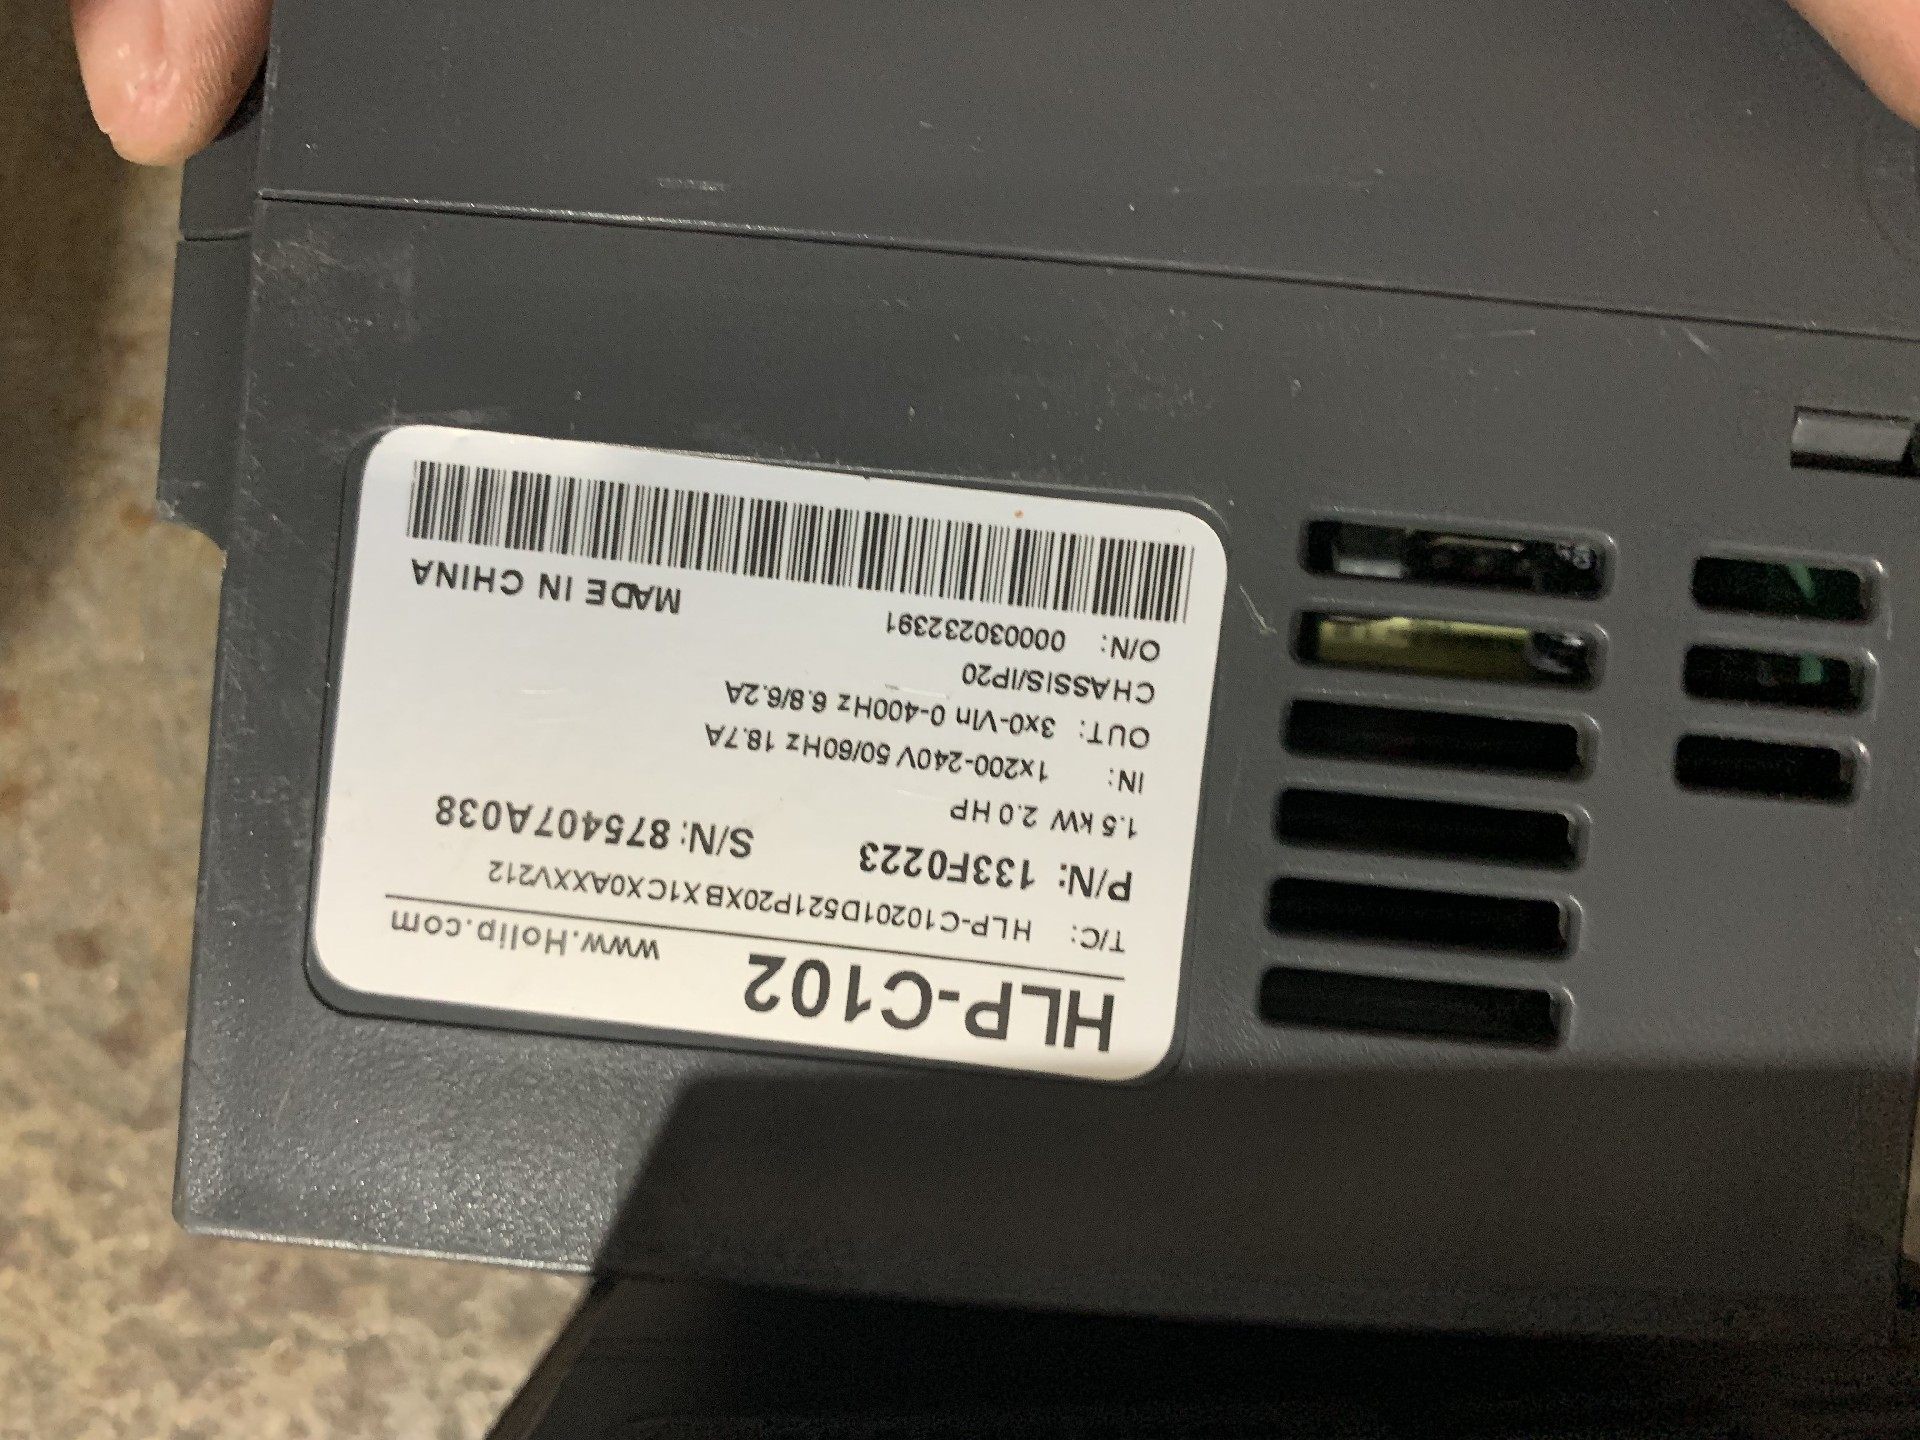 HLP-C102 www.Holip.com
T/C: HLP-C10201D521P20XBX1CX0AXXV212
P/N: 133F0223 S/N: 875407A038
1.5 kW 2.0 HP
IN: 1x200-240V 50/60Hz 18.7A
OUT: 3x0-VIn 0-400Hz 6.8/6.2A
CHASSIS/IP20
O/N: 00003023239​1 MADE IN CHINA